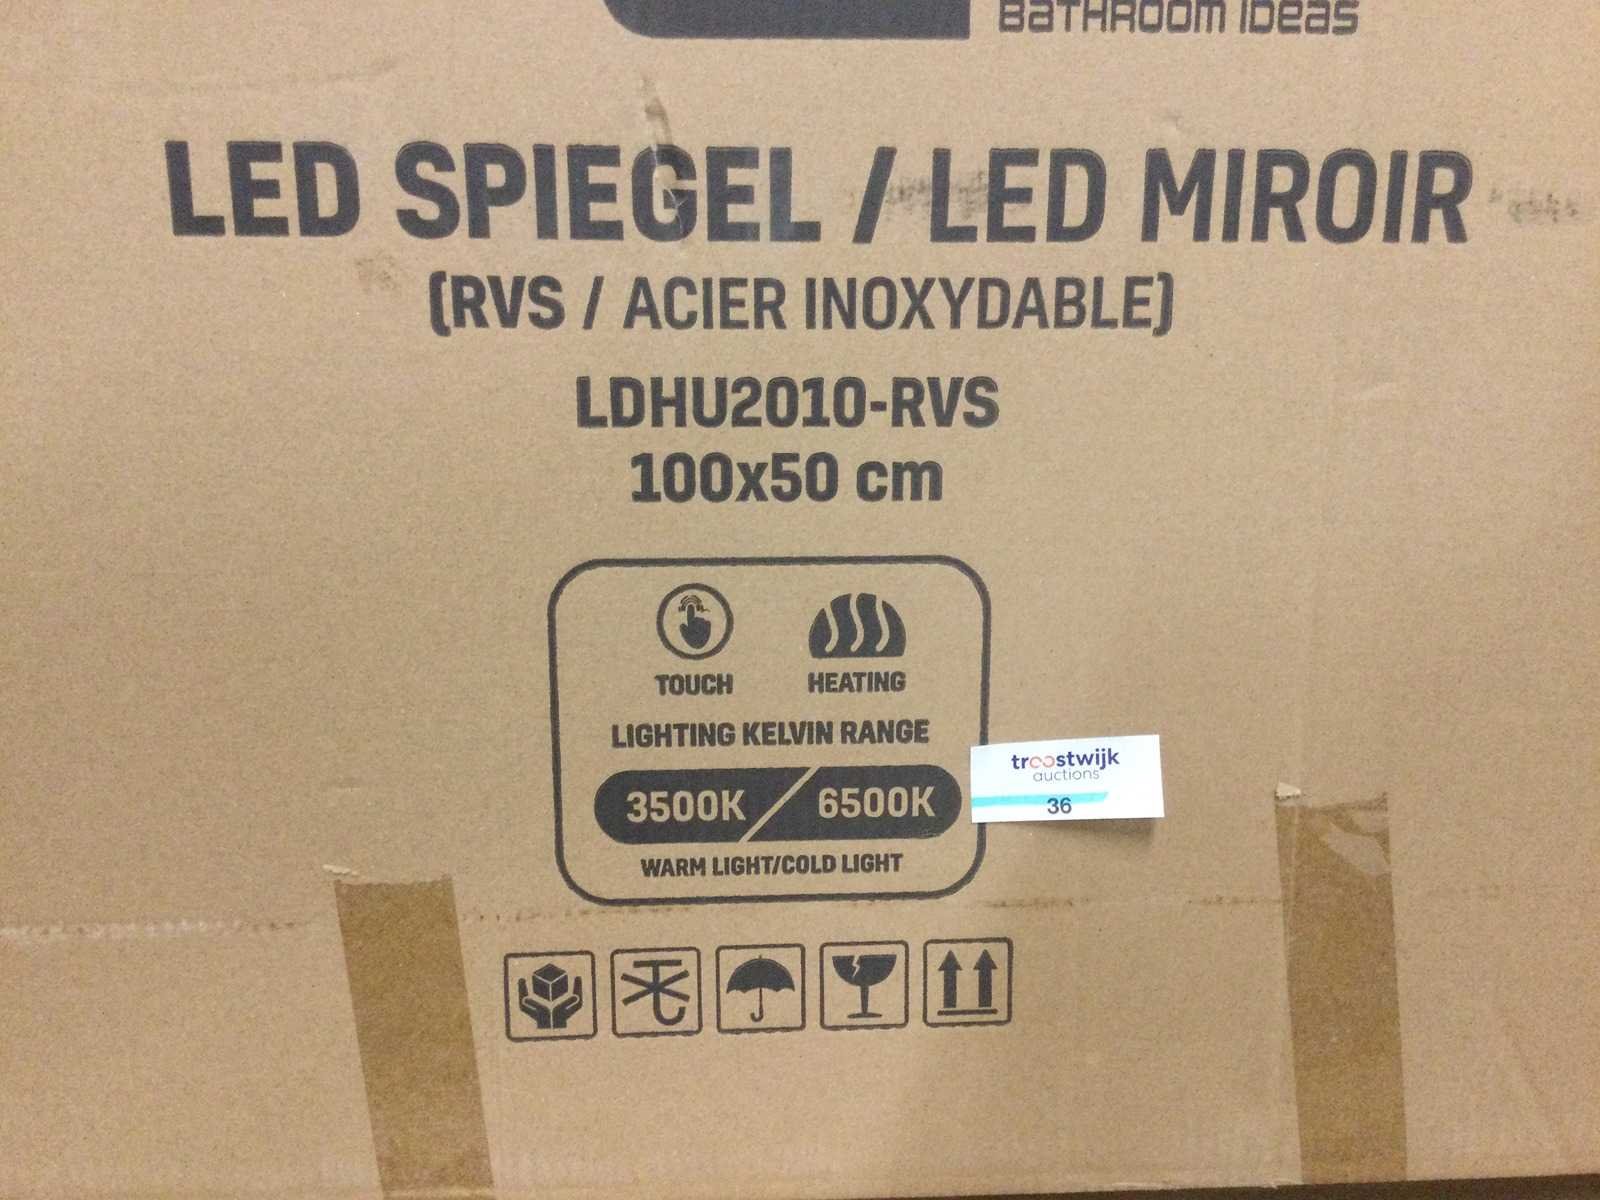 BATHROOM IDEAS
LED SPIEGEL / LED MIROIR
(RVS / ACIER INOXYDABLE)
LDHU2010-RVS
100x50 cm
TOUCH HEATING
LIGHTING KELVIN RANGE
3500K / 6500K
WARM LIGHT/COLD LIGHT
troostwijk
auctions
36